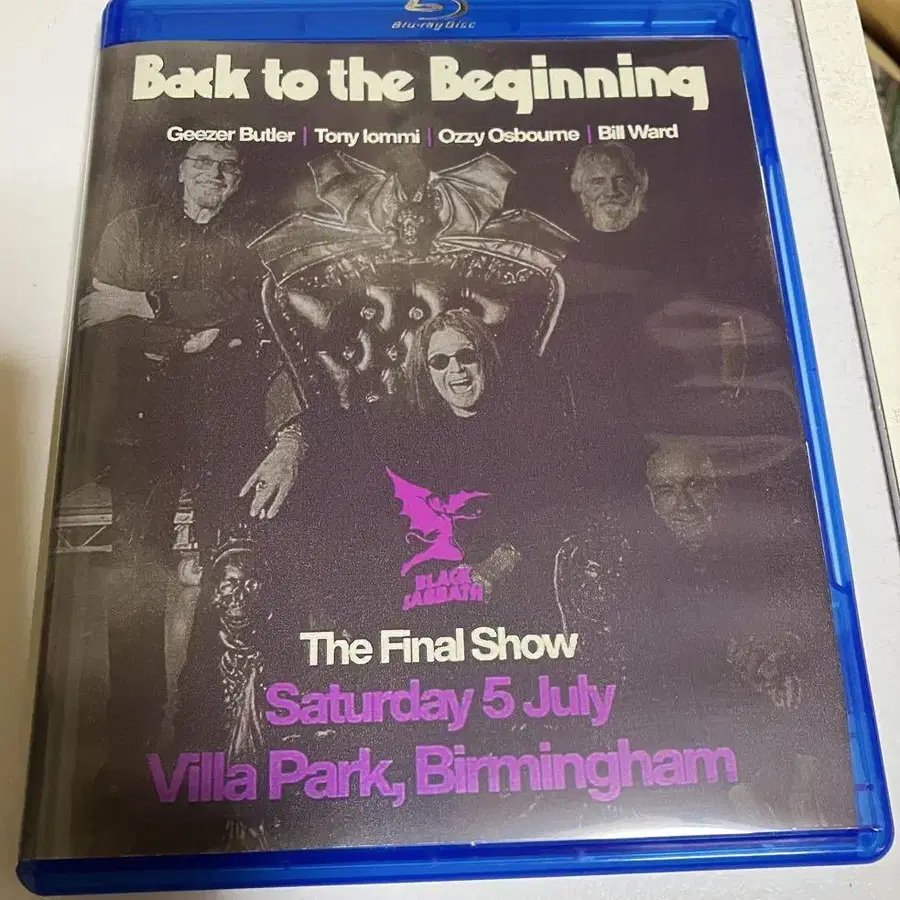 Blu-ray Disc
Back to the Beginning
Geezer Butler | Tony Iommi | Ozzy Osbourne | Bill Ward
BLACK
SABBATH
The Final Show
Saturday 5 July
Villa Park, Birmingham